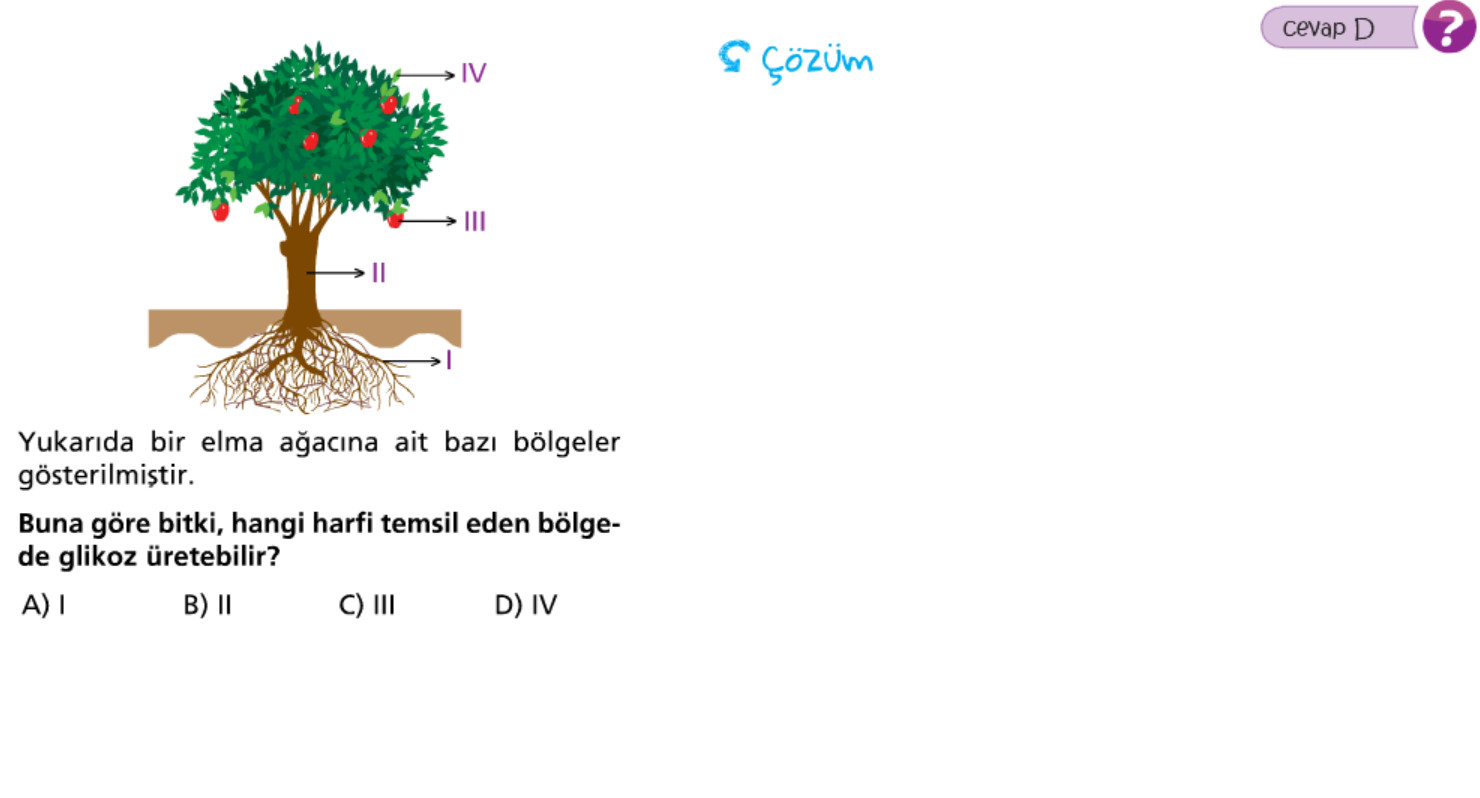 cevap D
?
Çözüm
IV
III
II
I
Yukarıda bir elma ağacına ait bazı bölgeler
gösterilmiştir.
Buna göre bitki, hangi harfi temsil eden bölge-
de glikoz üretebilir?
A) I B) II C) III D) IV